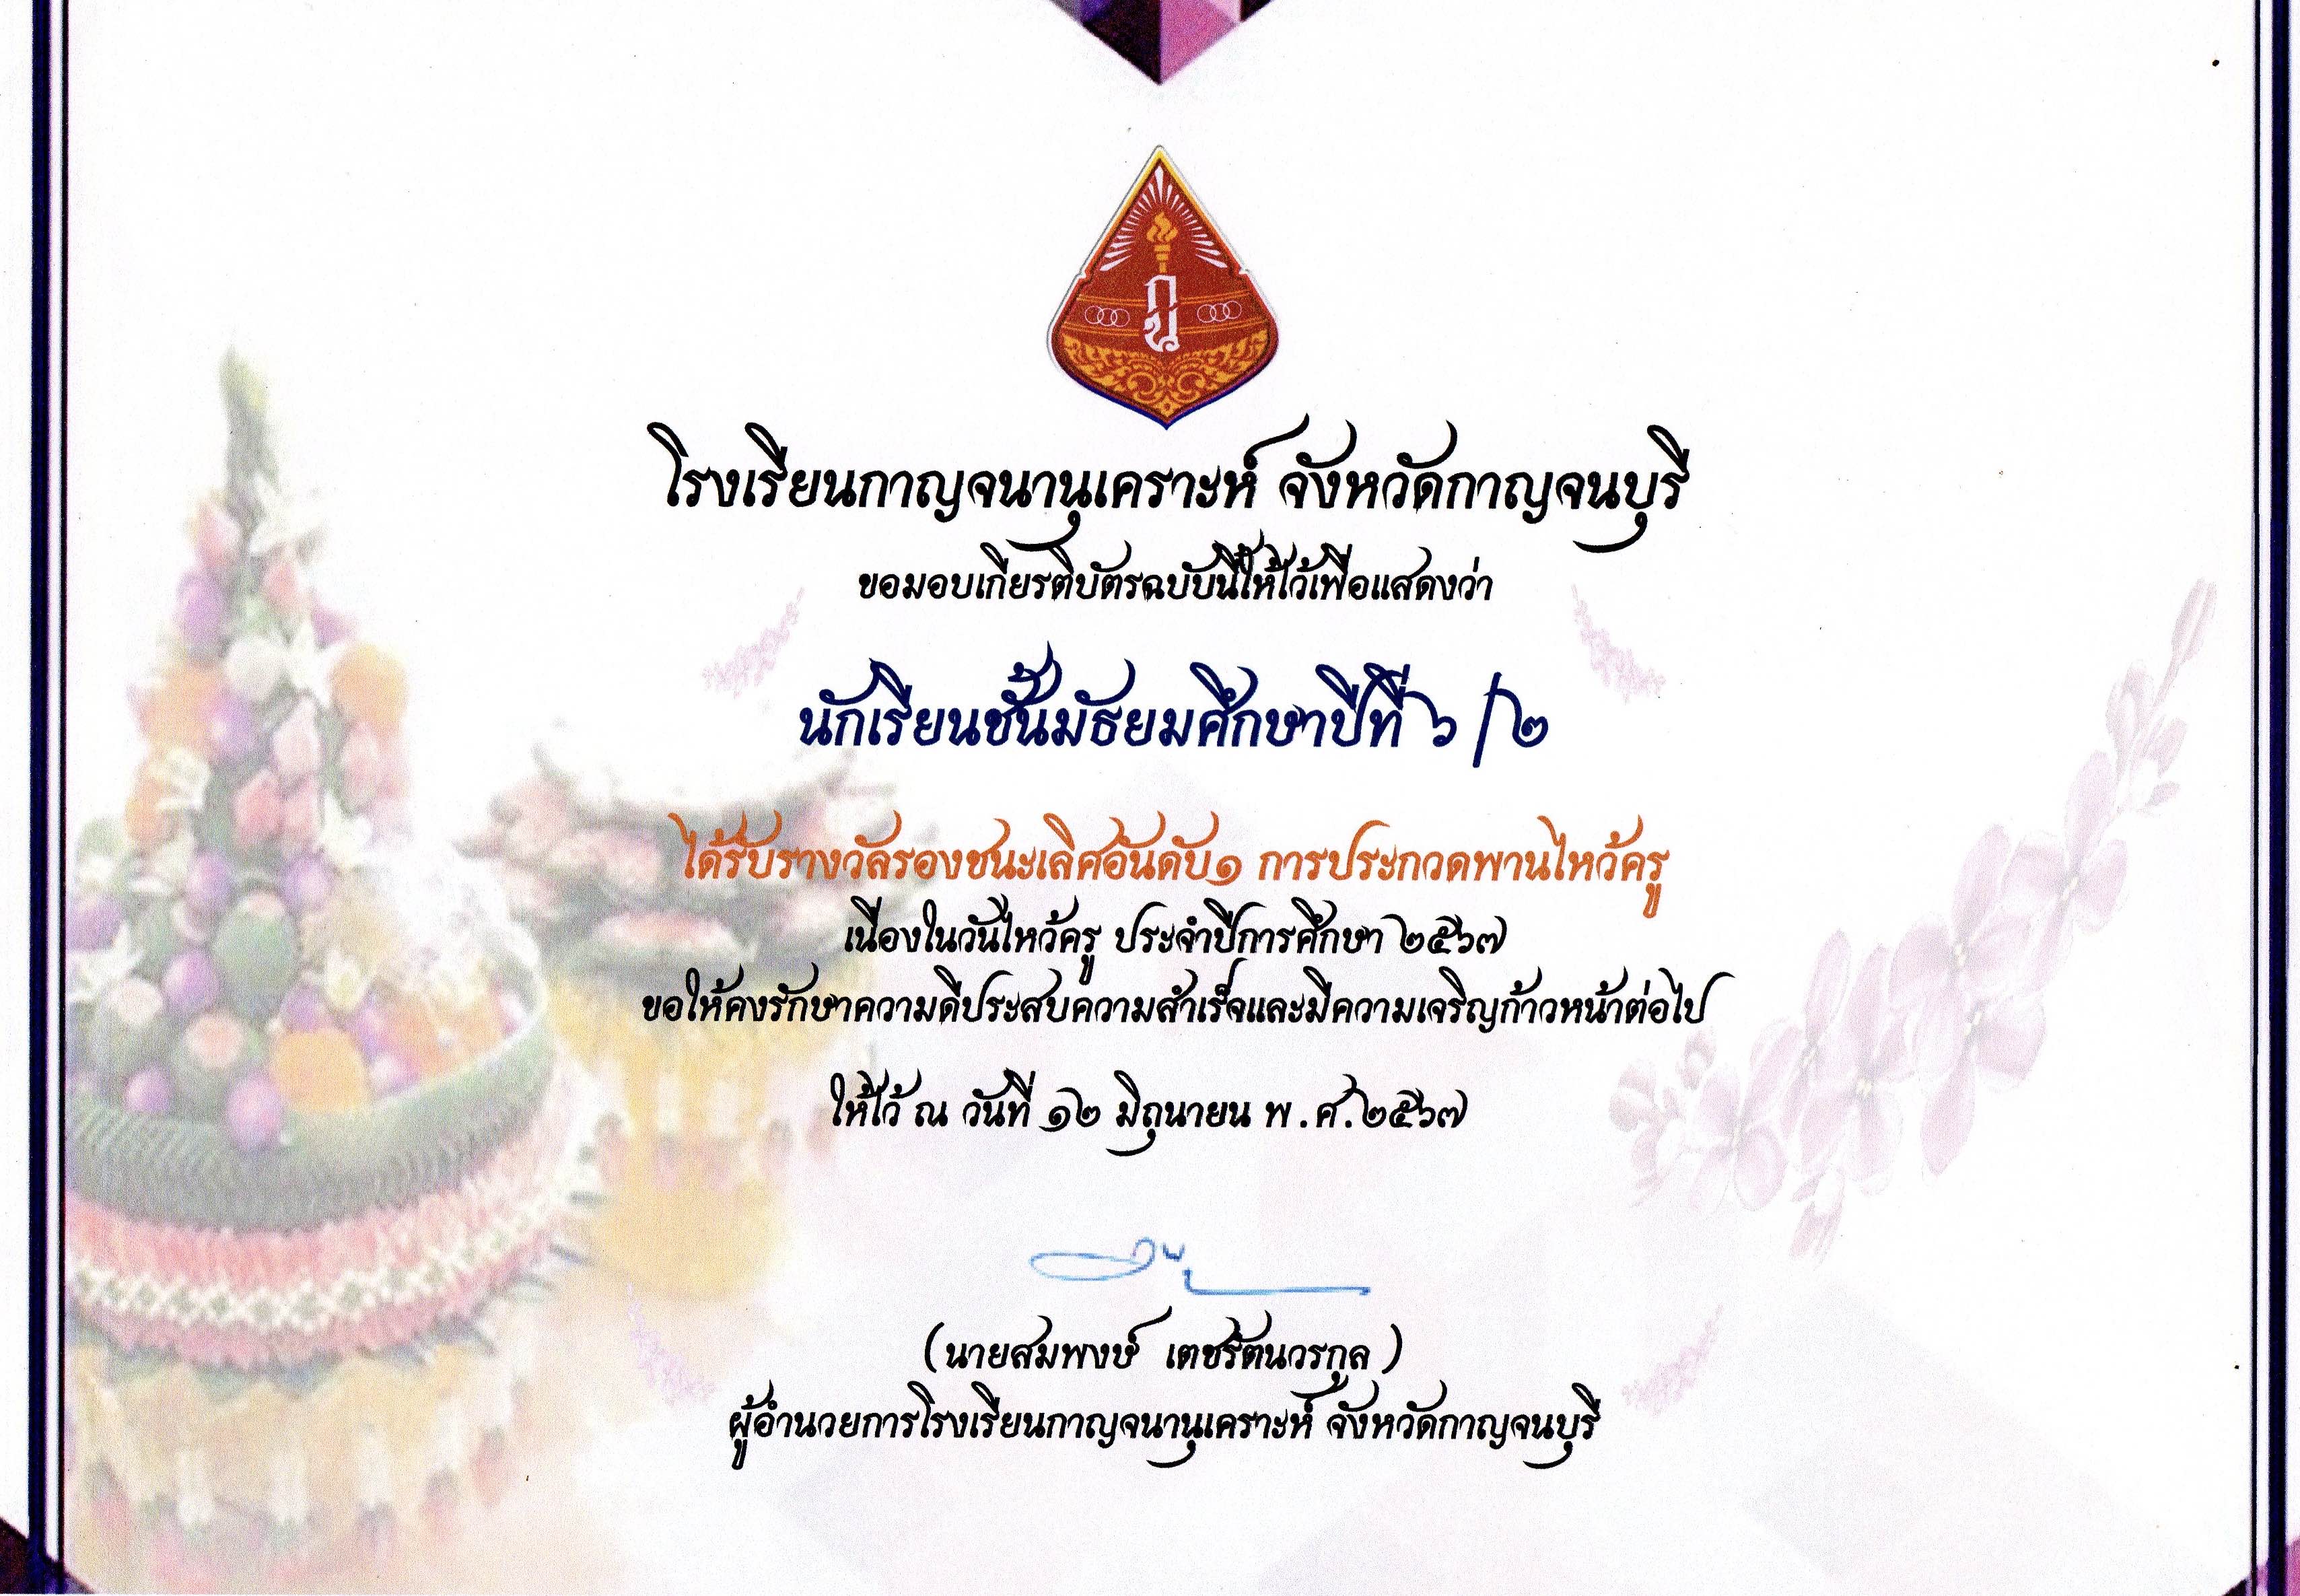 โรงเรียนกาญจนานุเคราะห์ จังหวัดกาญจนบุรี
ขอมอบเกียรติบัตรฉบับนี้ให้ไว้เพื่อแสดงว่า
นักเรียนชั้นมัธยมศึกษาปีที่ ๖ /๒
ได้รับรางวัลรองชนะเลิศอันดับ๑ การประกวดพานไหว้ครู
เนื่องในวันไหว้ครู ประจำปีการศึกษา ๒๕๖๗
ขอให้คงรักษาความดีประสบความสำเร็จและมีความเจริญก้าวหน้าต่อไป
ให้ไว้ ณ วันที่ ๑๒ มิถุนายน พ.ศ.๒๕๖๗
(นายสมพงษ์ เตชรัตนวรกูล )
ผู้อำนวยการโรงเรียนกาญจนานุเคราะห์ จังหวัดกาญจนบุรี